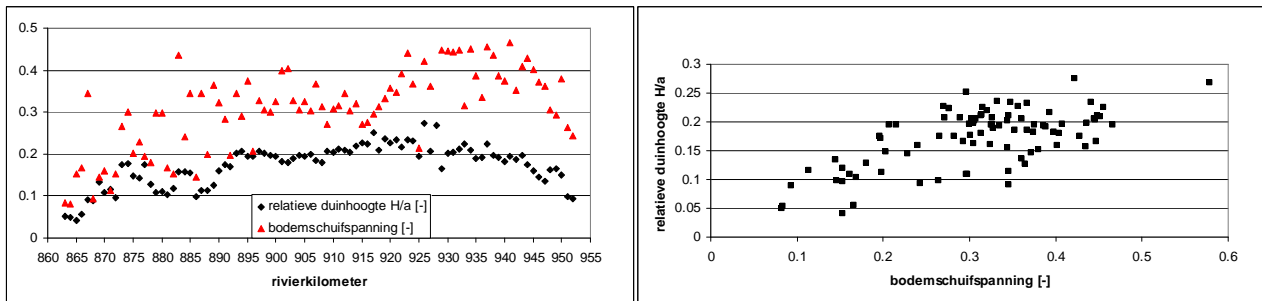 0.5
0.4
0.3
0.2
0.1
0
860 865 870 875 880 885 890 895 900 905 910 915 920 925 930 935 940 945 950 955
rivierkilometer
relatieve duinhoogte H/a [-]
bodemschuifspanning [-]
relatieve duinhoogte H/a
0.3
0.25
0.2
0.15
0.1
0.05
0
0 0.1 0.2 0.3 0.4 0.5 0.6
bodemschuifspanning [-]